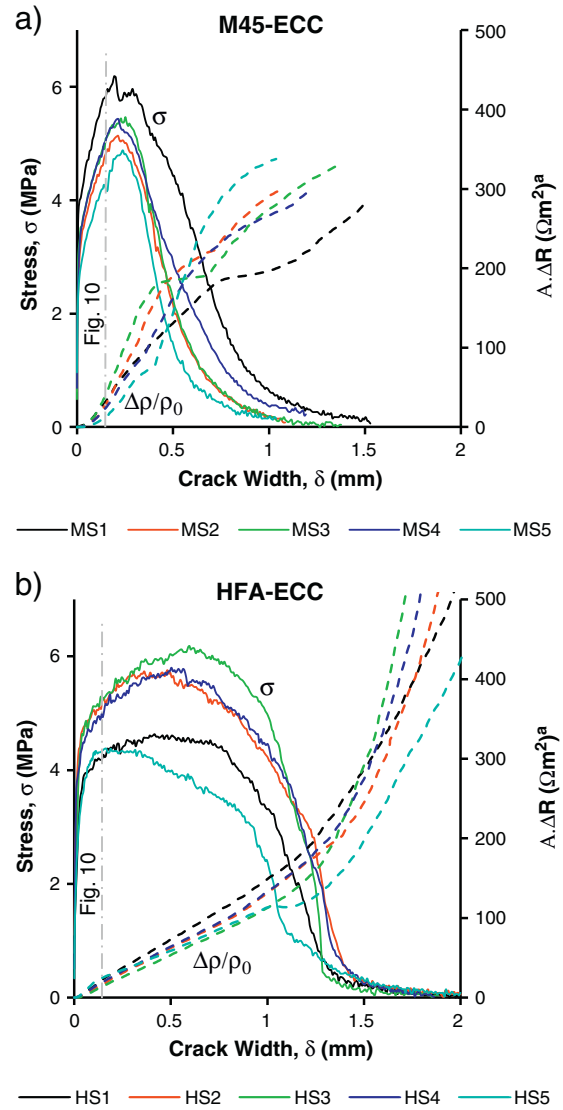 a)
M45-ECC
500
400
300
200
100
0
A.ΔR (Ωm2)ᵃ
6
4
2
0
Stress, σ (MPa)
σ
Fig. 10
Δρ/ρ₀
0
0.5
1
1.5
2
Crack Width, δ (mm)
MS1 MS2 MS3 MS4 MS5
b)
HFA-ECC
500
400
300
200
100
0
A.ΔR (Ωm2)ᵃ
6
4
2
0
Stress, σ (MPa)
σ
Fig. 10
Δρ/ρ₀
0
0.5
1
1.5
2
Crack Width, δ (mm)
HS1 HS2 HS3 HS4 HS5